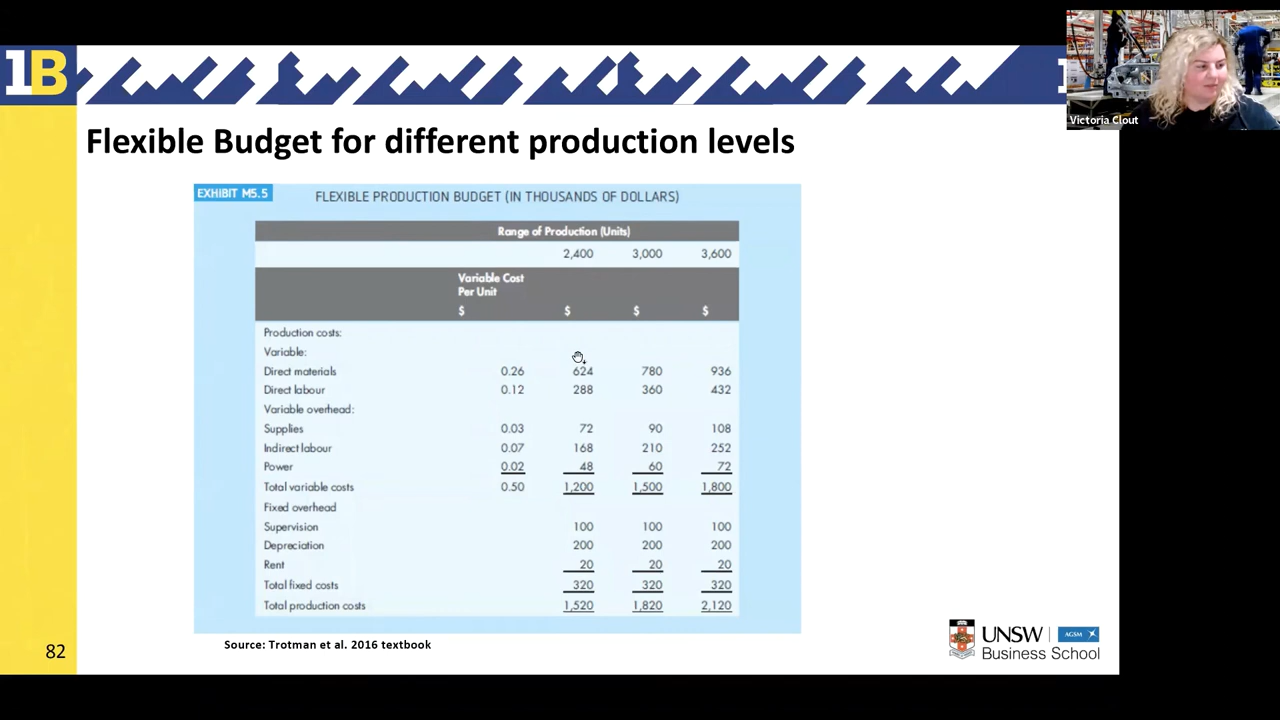 1B
Victoria Clout
Flexible Budget for different production levels
EXHIBIT M5.5 FLEXIBLE PRODUCTION BUDGET (IN THOUSANDS OF DOLLARS)
Range of Production (Units)
2,400 3,000 3,600
Variable Cost
Per Unit
$ $ $ $
Production costs:
Variable:
Direct materials 0.26 624 780 936
Direct labour 0.12 288 360 432
Variable overhead:
Supplies 0.03 72 90 108
Indirect labour 0.07 168 210 252
Power 0.02 48 60 72
Total variable costs 0.50 1,200 1,500 1,800
Fixed overhead
Supervision 100 100 100
Depreciation 200 200 200
Rent 20 20 20
Total fixed costs 320 320 320
Total production costs 1,520 1,820 2,120
Source: Trotman et al. 2016 textbook
82
UNSW AGSM
Business School